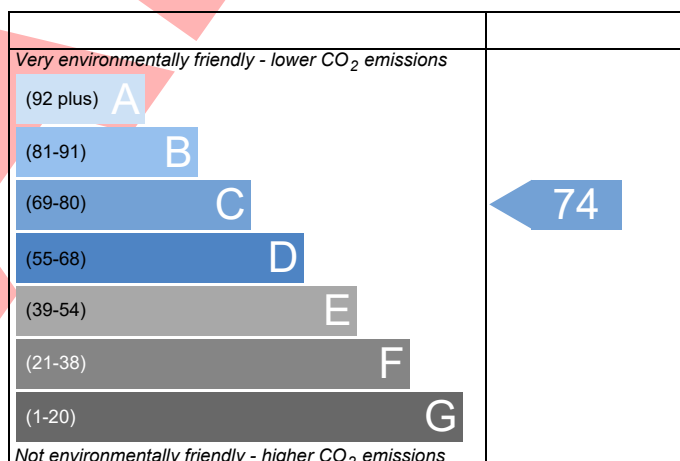 Very environmentally friendly - lower CO2 emissions
(92 plus) A
(81-91) B
(69-80) C
74
(55-68) D
(39-54) E
(21-38) F
(1-20) G
Not environmentally friendly - higher CO2 emissions